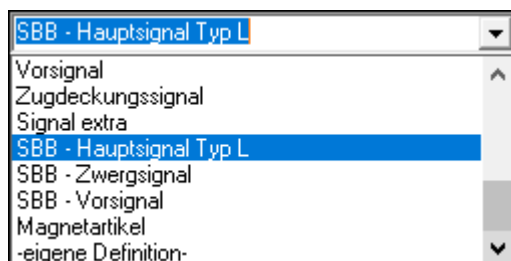 SBB - Hauptsignal Typ L
Vorsignal
Zugdeckungssignal
Signal extra
SBB - Hauptsignal Typ L
SBB - Zwergsignal
SBB - Vorsignal
Magnetartikel
-eigene Definition-